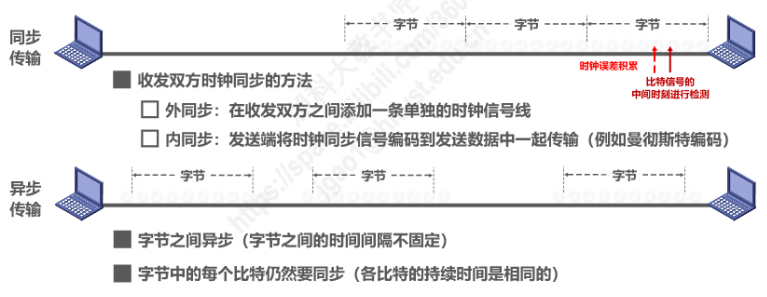 同步
传输
字节
字节
字节
时钟误差积累
比特信号的
中间时刻进行检测
收发双方时钟同步的方法
外同步：在收发双方之间添加一条单独的时钟信号线
内同步：发送端将时钟同步信号编码到发送数据中一起传输（例如曼彻斯特编码）
异步
传输
字节
字节
字节
字节之间异步（字节之间的时间间隔不固定）
字节中的每个比特仍然要同步（各比特的持续时间是相同的）